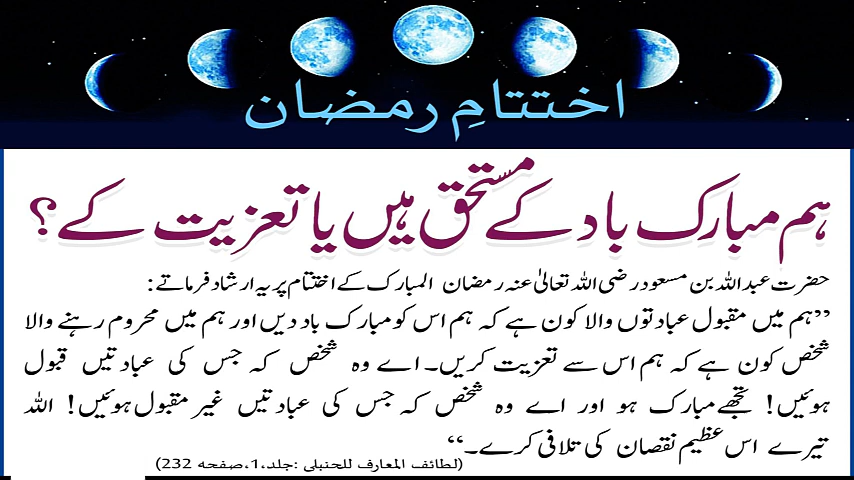 اختتامِ رمضان
ہم مبارک باد کے مستحق ہیں یا تعزیت کے؟
حضرت عبداللہ بن مسعود رضی اللہ تعالیٰ عنہ رمضان المبارک کے اختتام پر یہ ارشاد فرماتے:
”ہم میں مقبول عبادتوں والا کون ہے کہ ہم اس کو مبارک باد دیں اور ہم میں محروم رہنے والا
شخص کون ہے کہ ہم اس سے تعزیت کریں۔ اے وہ شخص کہ جس کی عبادتیں قبول
ہوئیں! تجھے مبارک ہو اور اے وہ شخص کہ جس کی عبادتیں غیر مقبول ہوئیں! اللہ
تیرے اس عظیم نقصان کی تلافی کرے۔“
(لطائف المعارف للحنبلی :جلد،1،صفحہ 232)